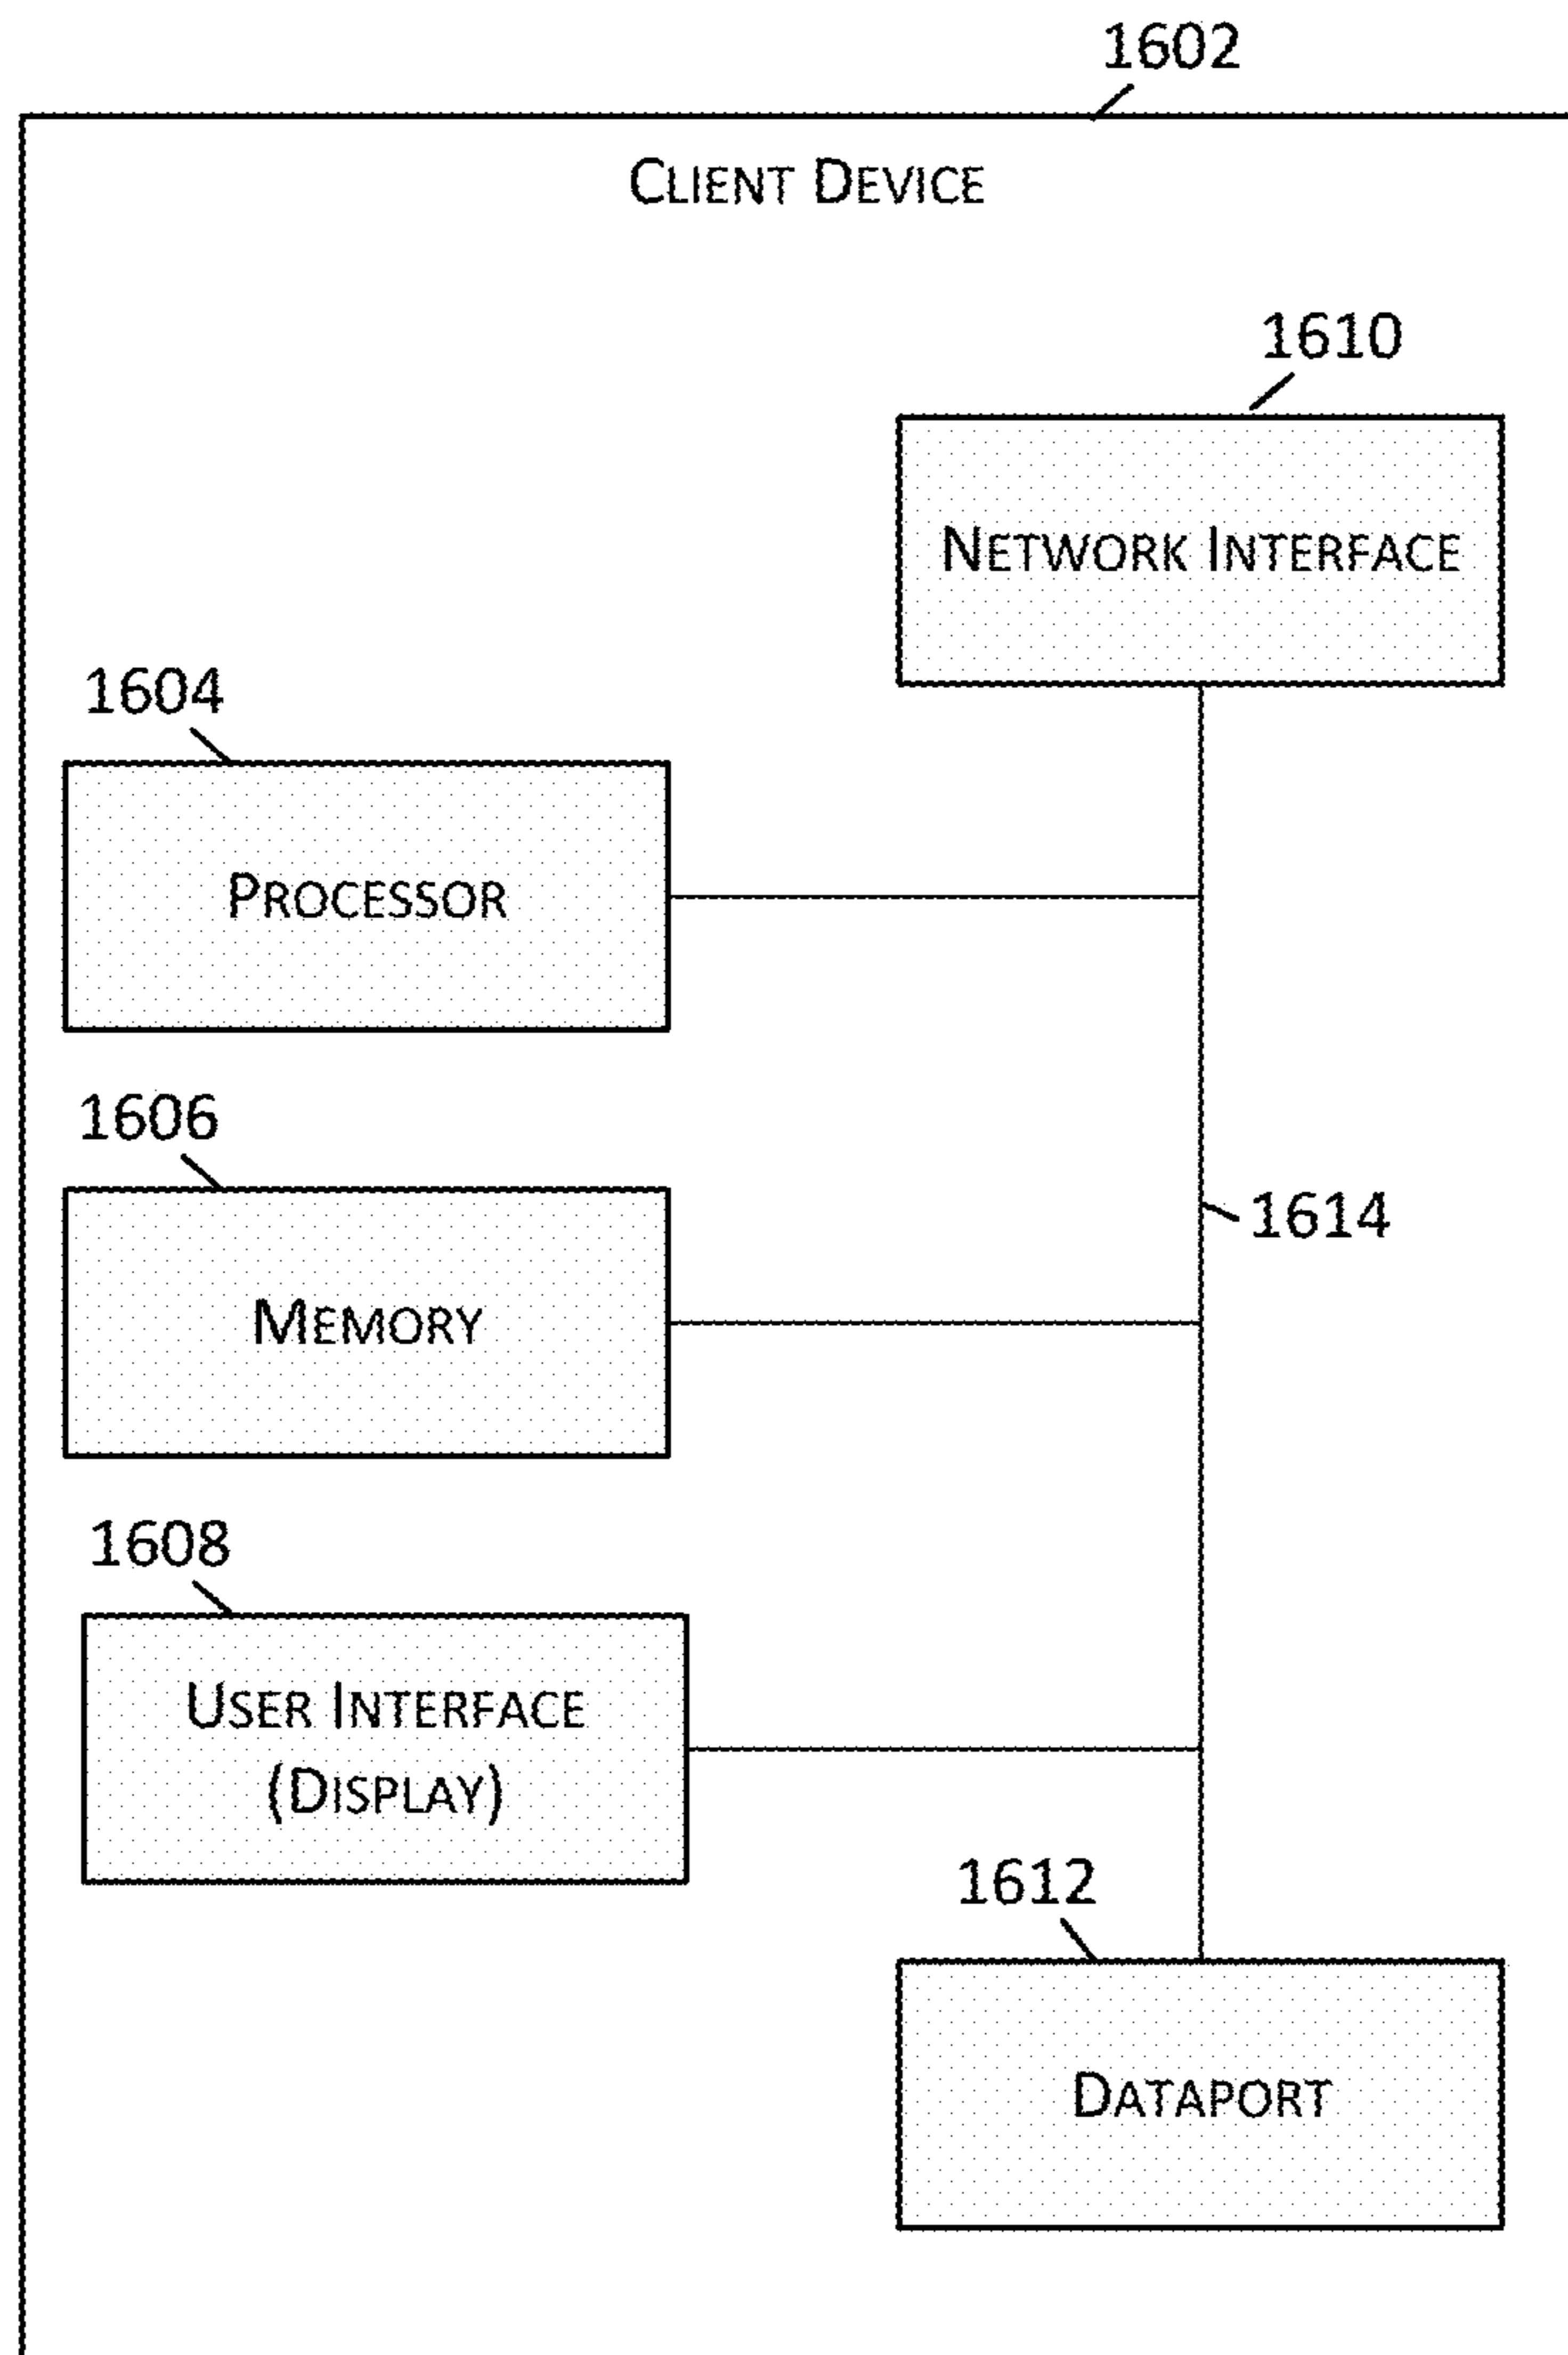 1602
CLIENT DEVICE
1610
NETWORK INTERFACE
1604
PROCESSOR
1606
MEMORY
1614
1608
USER INTERFACE
(DISPLAY)
1612
DATAPORT